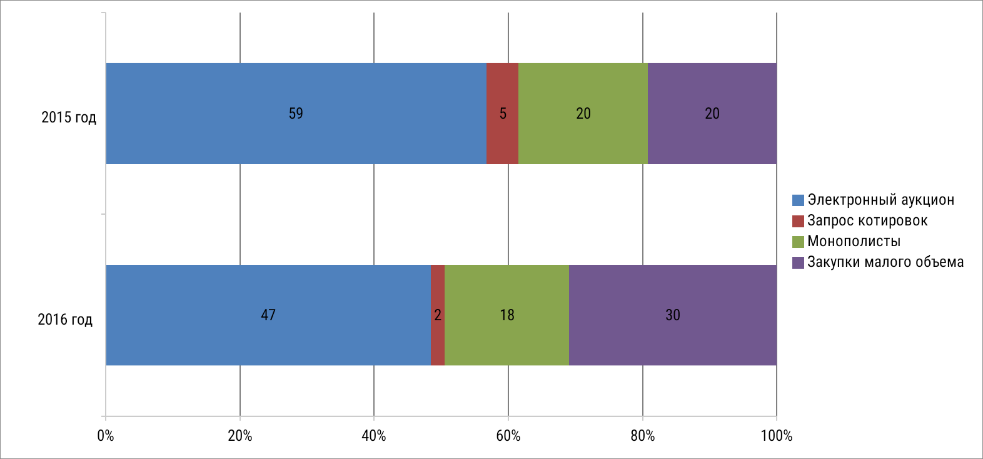 2015 год
59
5
20
20
2016 год
47
2
18
30
0%
20%
40%
60%
80%
100%
Электронный аукцион
Запрос котировок
Монополисты
Закупки малого объема